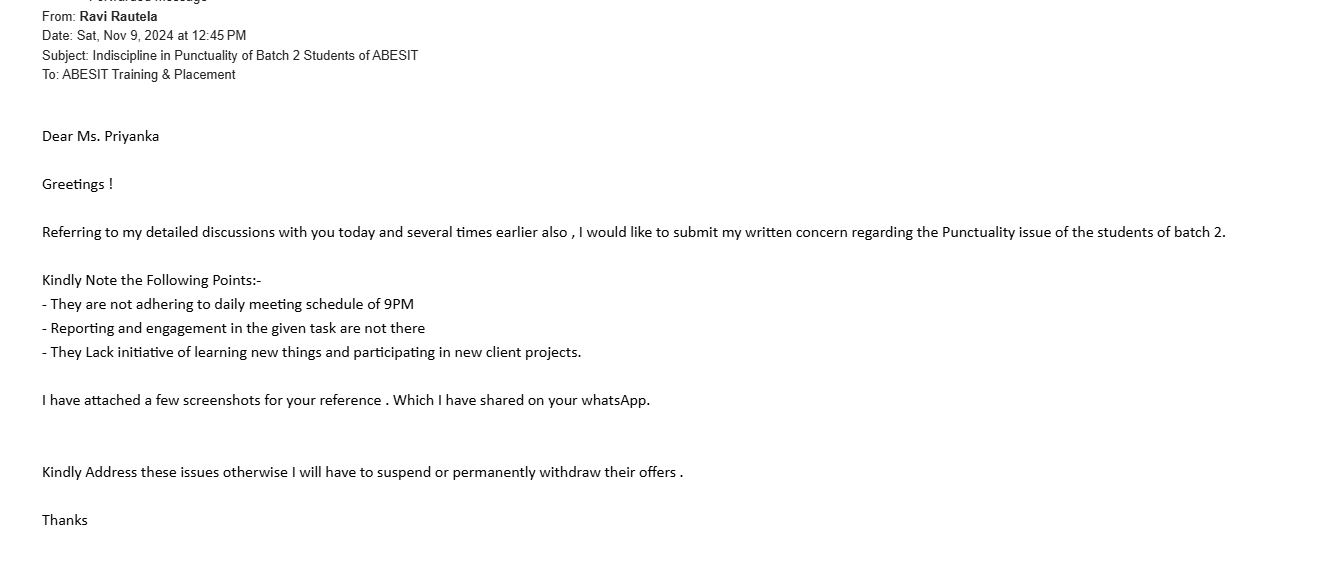 From: Ravi Rautela
Date: Sat, Nov 9, 2024 at 12:45 PM
Subject: Indiscipline in Punctuality of Batch 2 Students of ABESIT
To: ABESIT Training & Placement
Dear Ms. Priyanka
Greetings !
Referring to my detailed discussions with you today and several times earlier also , I would like to submit my written concern regarding the Punctuality issue of the students of batch 2.
Kindly Note the Following Points:-
- They are not adhering to daily meeting schedule of 9PM
- Reporting and engagement in the given task are not there
- They Lack initiative of learning new things and participating in new client projects.
I have attached a few screenshots for your reference . Which I have shared on your whatsApp.
Kindly Address these issues otherwise I will have to suspend or permanently withdraw their offers .
Thanks